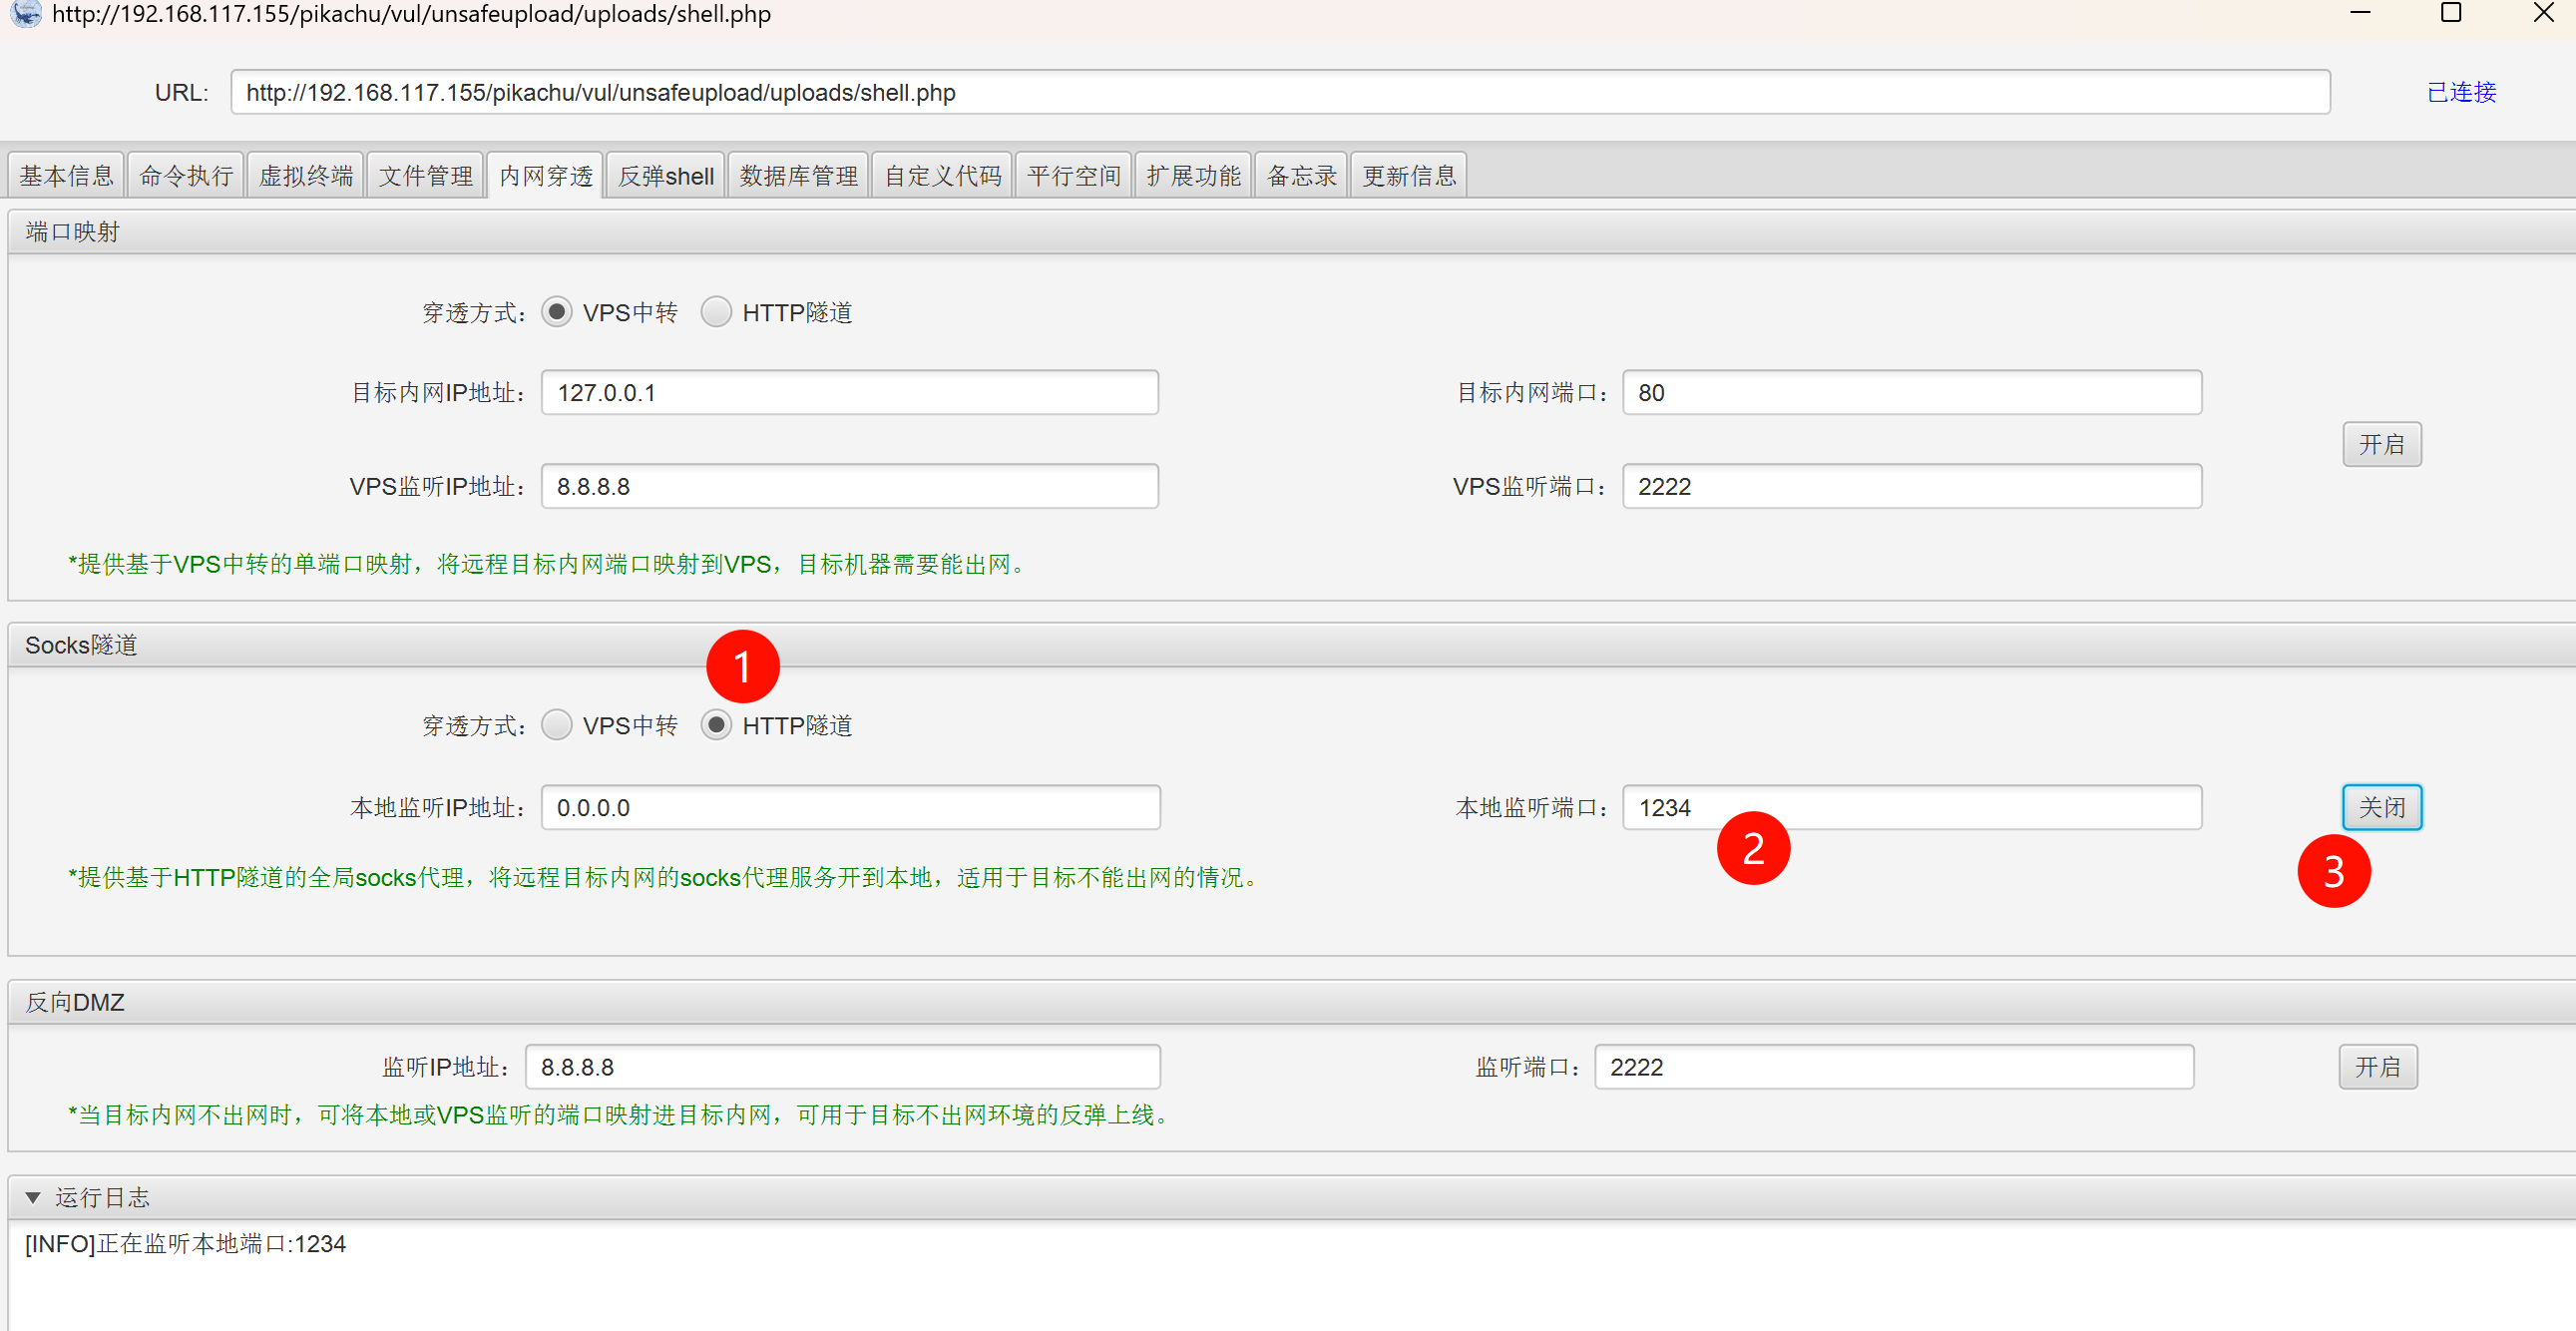 http://192.168.117.155/pikachu/vul/unsafeupload/uploads/shell.php
URL: http://192.168.117.155/pikachu/vul/unsafeupload/uploads/shell.php 已连接
基本信息 命令执行 虚拟终端 文件管理 内网穿透 反弹shell 数据库管理 自定义代码 平行空间 扩展功能 备忘录 更新信息
端口映射
穿透方式： VPS中转 HTTP隧道
目标内网IP地址： 127.0.0.1 目标内网端口： 80
开启
VPS监听IP地址： 8.8.8.8 VPS监听端口： 2222
*提供基于VPS中转的单端口映射，将远程目标内网端口映射到VPS，目标机器需要能出网。
Socks隧道
1
穿透方式： VPS中转 HTTP隧道
本地监听IP地址： 0.0.0.0 本地监听端口： 1234 关闭
2
3
*提供基于HTTP隧道的全局socks代理，将远程目标内网的socks代理服务开到本地，适用于目标不能出网的情况。
反向DMZ
监听IP地址： 8.8.8.8 监听端口： 2222 开启
*当目标内网不出网时，可将本地或VPS监听的端口映射进目标内网，可用于目标不出网环境的反弹上线。
运行日志
[INFO]正在监听本地端口:1234